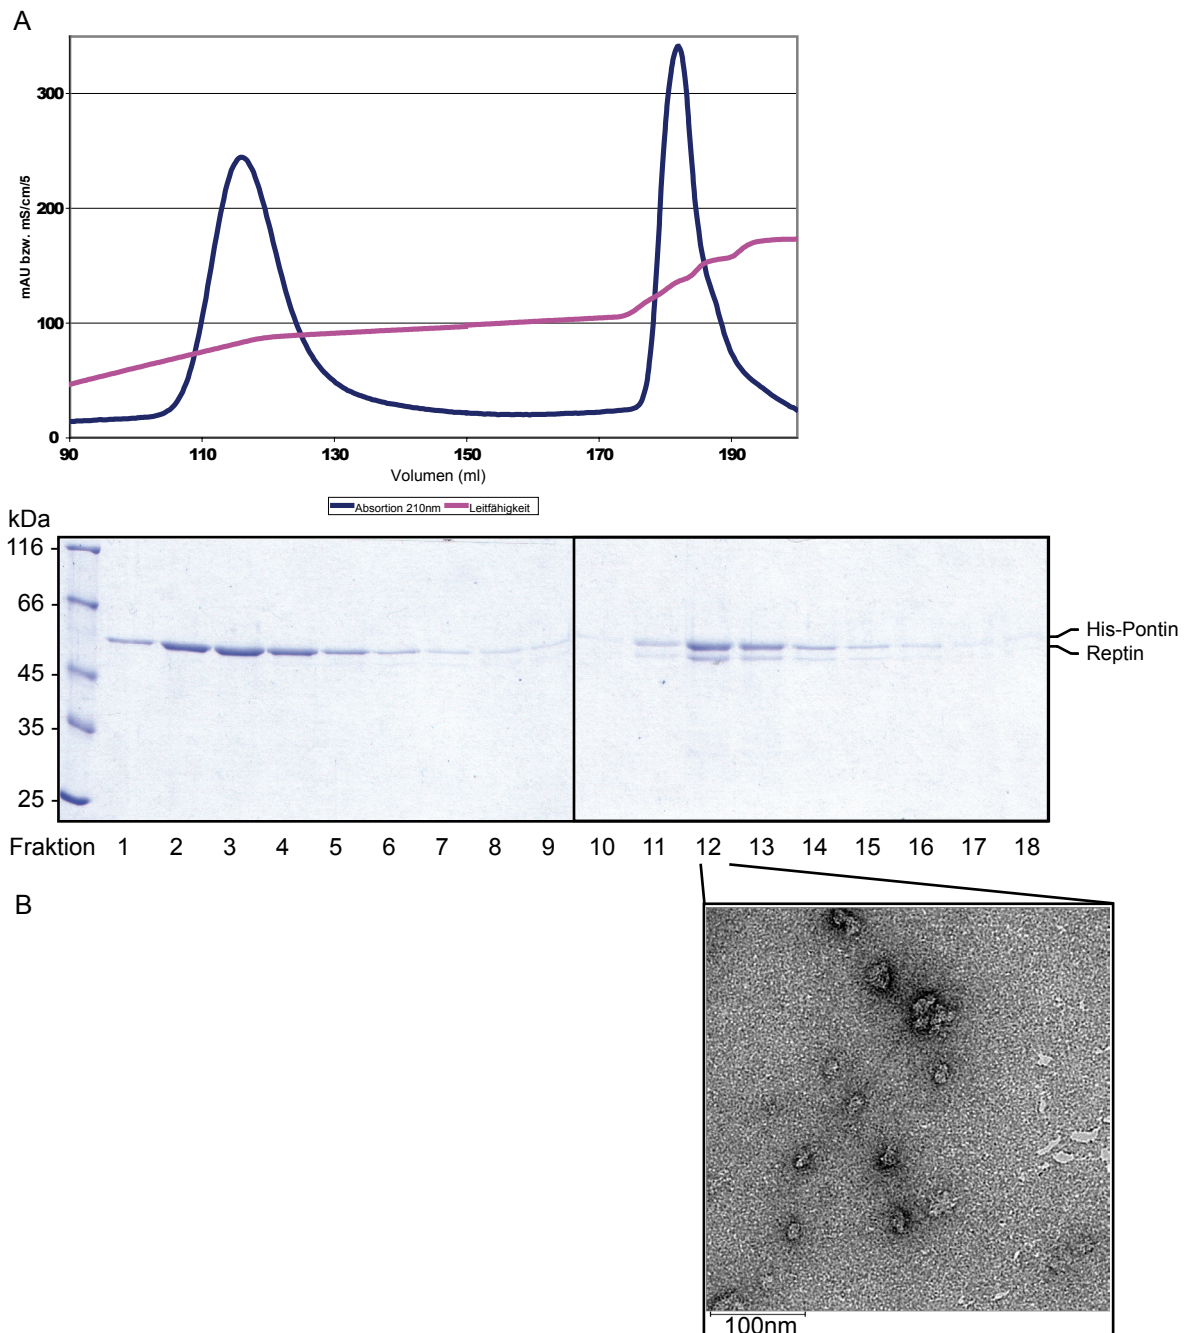 A
300
200
100
0
mAU bzw. mS/cm/5
90 110 130 150 170 190
Volumen (ml)
Absortion 210nm Leitfähigkeit
kDa
116
66
45
35
25
His-Pontin
Reptin
Fraktion 1 2 3 4 5 6 7 8 9 10 11 12 13 14 15 16 17 18
B
100nm